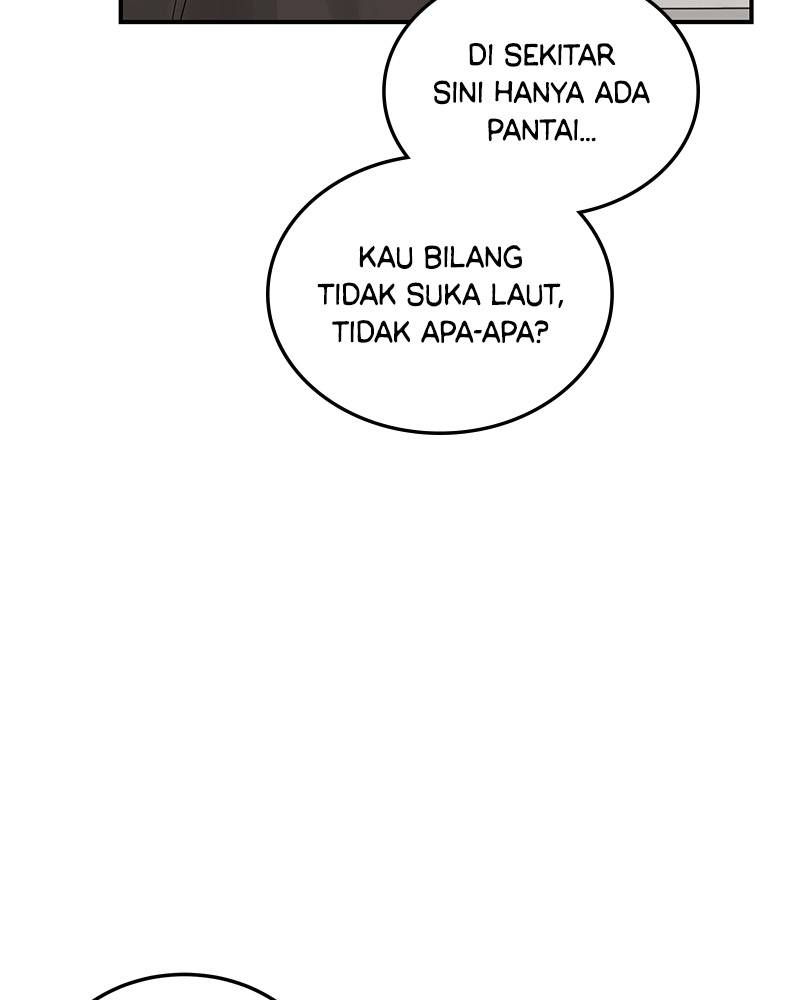 DI SEKITAR
SINI HANYA ADA
PANTAI...
KAU BILANG
TIDAK SUKA LAUT,
TIDAK APA-APA?